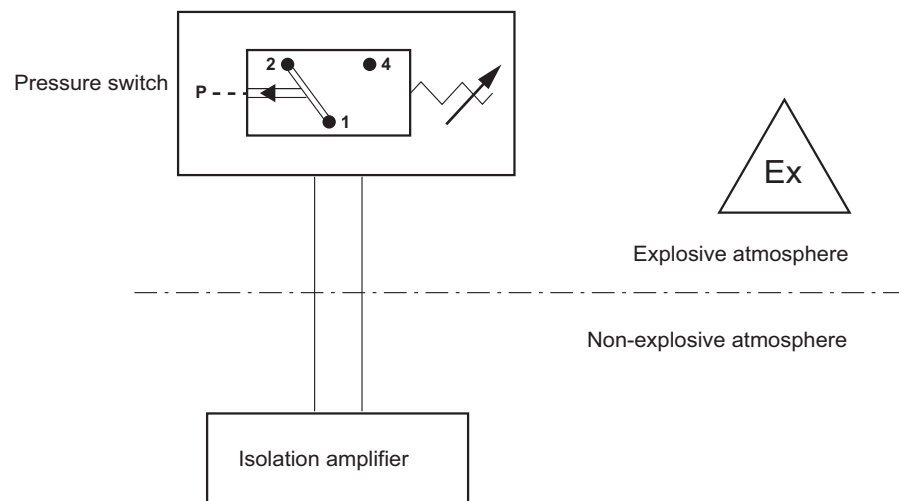 2
4
Pressure switch
P
1
Ex
Explosive atmosphere
Non-explosive atmosphere
Isolation amplifier